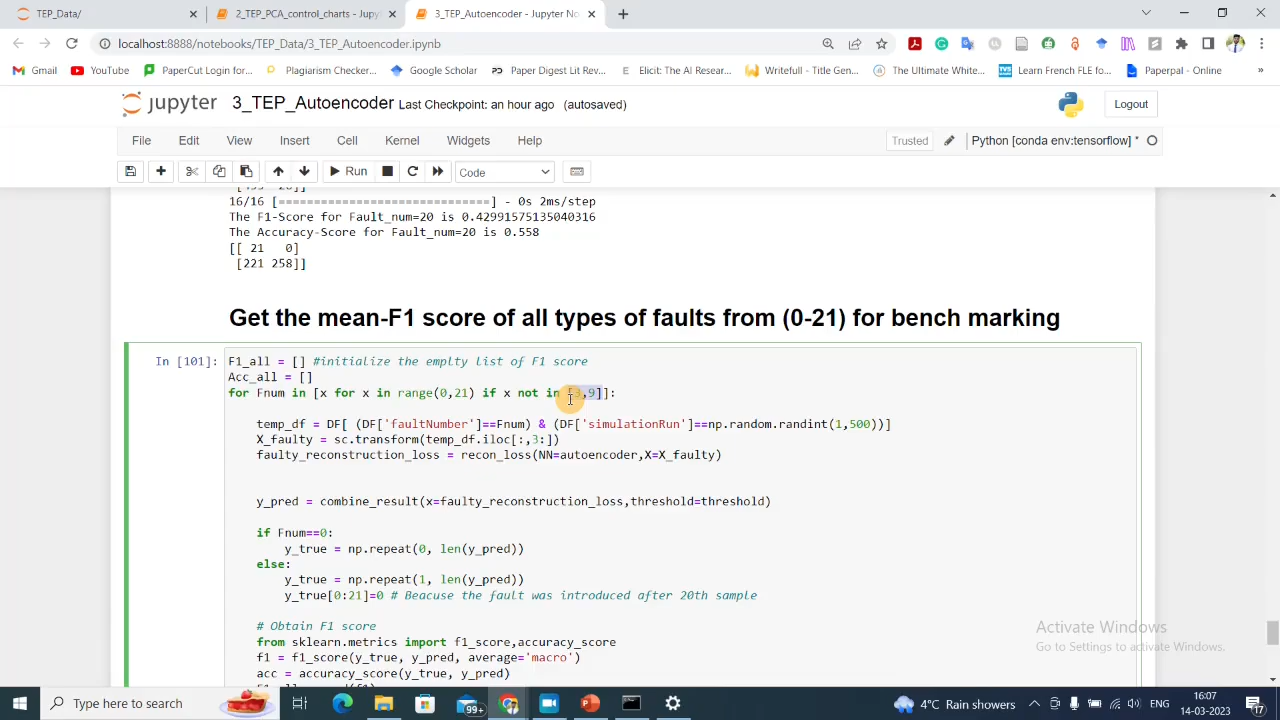 TEP_Data/
2_TEP_PCA_control_charts - Jupyt
3_TEP_Autoencoder - Jupyter No
localhost:8888/notebooks/TEP_Data/3_TEP_Autoencoder.ipynb
Gmail
YouTube
PaperCut Login for...
Plaiarism Checker...
Google Scholar
Paper Digest Lit Rev...
Elicit: The AI Resear...
Writefull - Title Gen...
The Ultimate White...
Learn French FLE fo...
Paperpal - Online
»
jupyter 3_TEP_Autoencoder Last Checkpoint: an hour ago (autosaved)
Logout
File Edit View Insert Cell Kernel Widgets Help
Trusted
Python [conda env:tensorflow] *
Run
Code
16/16 [==============================] - 0s 2ms/step
The F1-Score for Fault_num=20 is 0.42991575135040316
The Accuracy-Score for Fault_num=20 is 0.558
[[ 21   0]
[221 258]]
Get the mean-F1 score of all types of faults from (0-21) for bench marking
In [101]: F1_all = [] #initialize the emplty list of F1 score
Acc_all = []
for Fnum in [x for x in range(0,21) if x not in [3,9]]:
temp_df = DF[ (DF['faultNumber']==Fnum) & (DF['simulationRun']==np.random.randint(1,500))]
X_faulty = sc.transform(temp_df.iloc[:,3:])
faulty_reconstruction_loss = recon_loss(NN=autoencoder,X=X_faulty)
y_pred = combine_result(x=faulty_reconstruction_loss,threshold=threshold)
if Fnum==0:
y_true = np.repeat(0, len(y_pred))
else:
y_true = np.repeat(1, len(y_pred))
y_true[0:21]=0 # Beacuse the fault was introduced after 20th sample
# Obtain F1 score
from sklearn.metrics import f1_score,accuracy_score
f1 = f1_score(y_true, y_pred, average='macro')
acc = accuracy_score(y_true, y_pred)
Activate Windows
Go to Settings to activate Windows.
Type here to search
99+
4°C Rain showers
ENG
16:07
14-03-2023
17